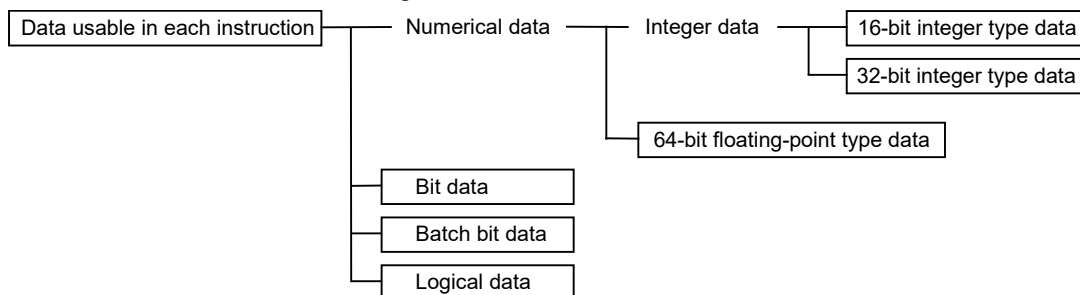 Data usable in each instruction
Numerical data
Integer data
16-bit integer type data
32-bit integer type data
64-bit floating-point type data
Bit data
Batch bit data
Logical data